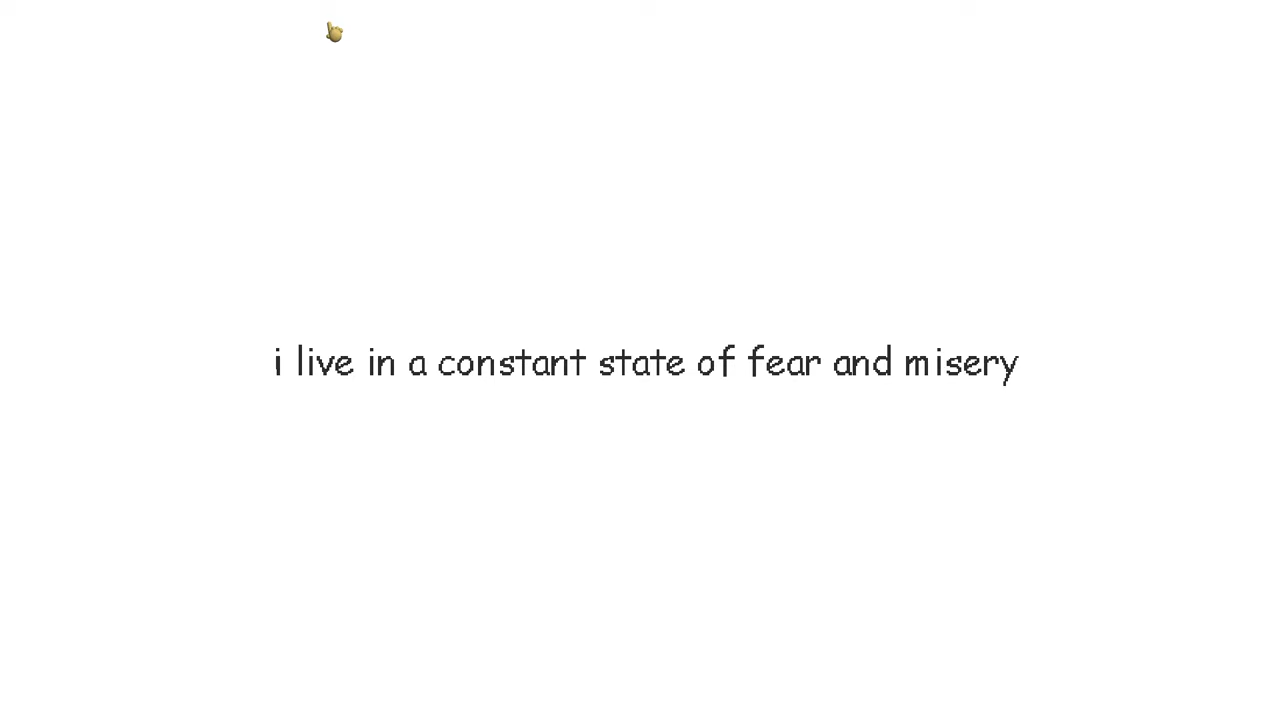 i live in a constant state of fear and misery